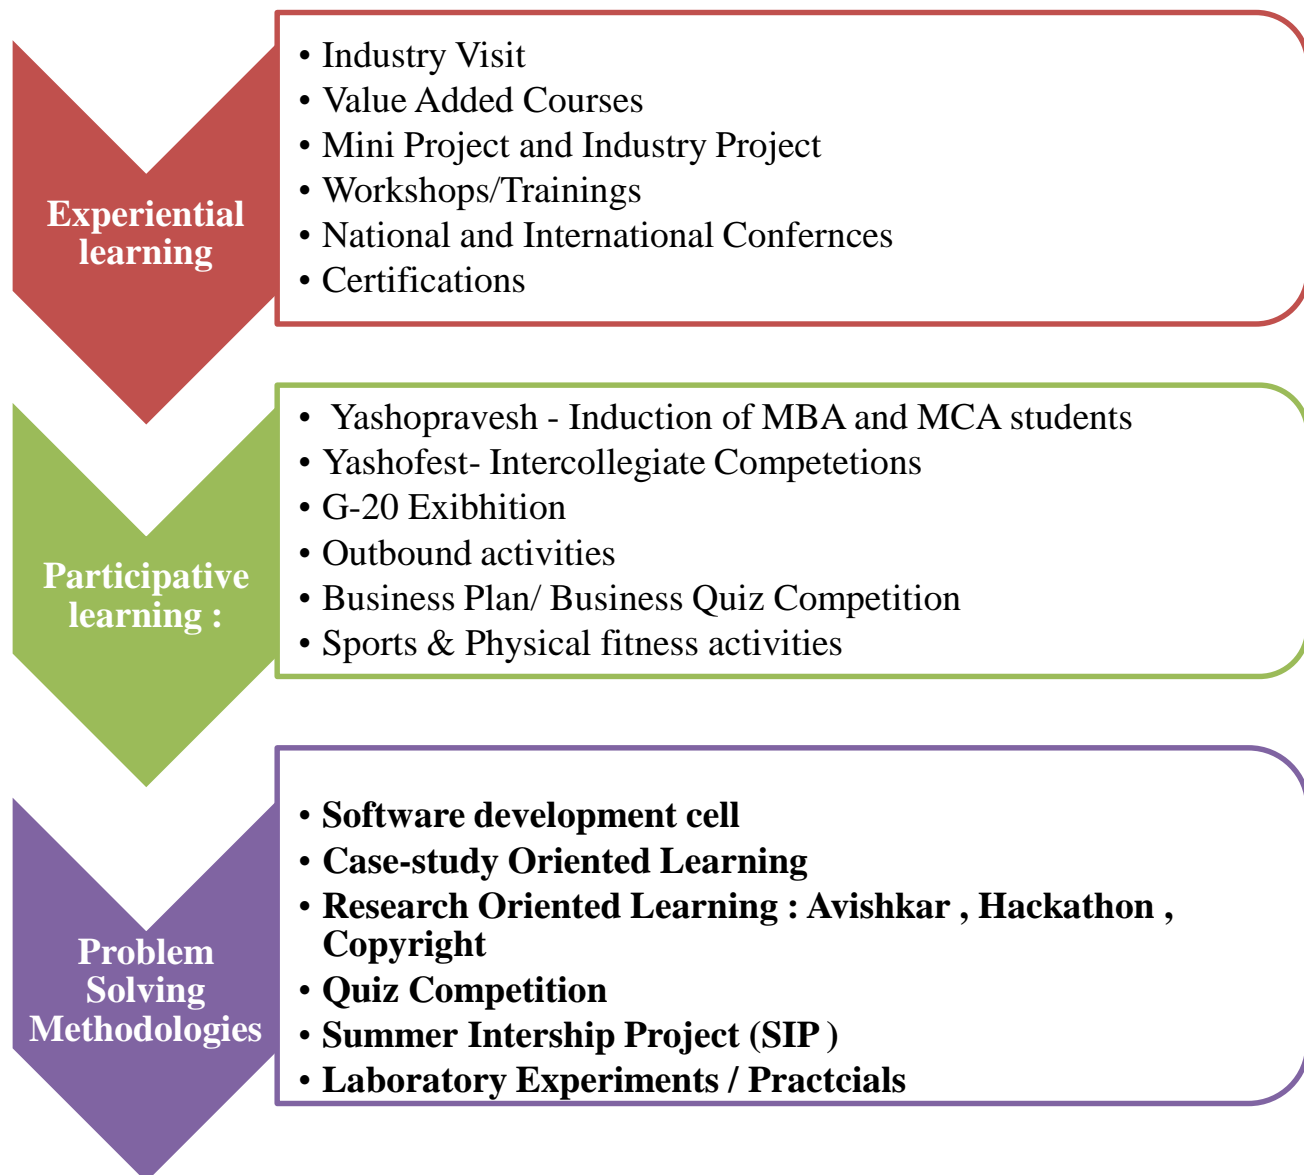 Experiential
learning
• Industry Visit
• Value Added Courses
• Mini Project and Industry Project
• Workshops/Trainings
• National and International Confernces
• Certifications
Participative
learning :
• Yashopravesh - Induction of MBA and MCA students
• Yashofest- Intercollegiate Competetions
• G-20 Exibhition
• Outbound activities
• Business Plan/ Business Quiz Competition
• Sports & Physical fitness activities
Problem
Solving
Methodologies
• Software development cell
• Case-study Oriented Learning
• Research Oriented Learning : Avishkar , Hackathon ,
Copyright
• Quiz Competition
• Summer Intership Project (SIP )
• Laboratory Experiments / Practcials